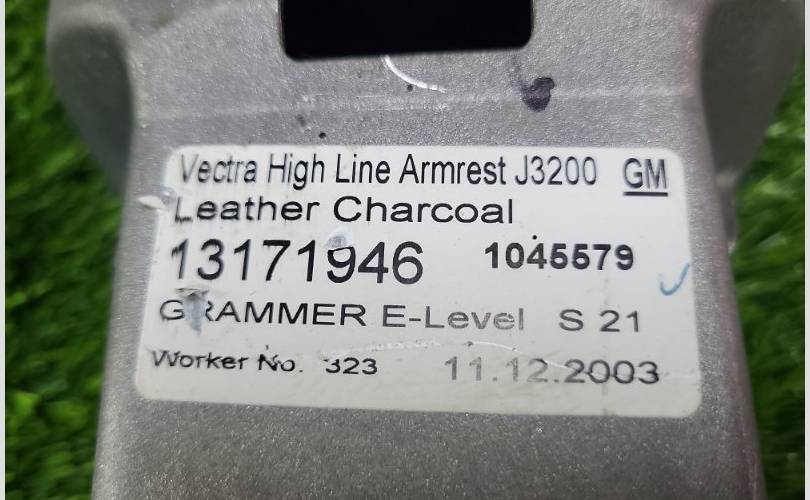 Vectra High Line Armrest J3200 GM
Leather Charcoal
13171946 1045579
GRAMMER E-Level S 21
Worker No. 323 11.12.2003